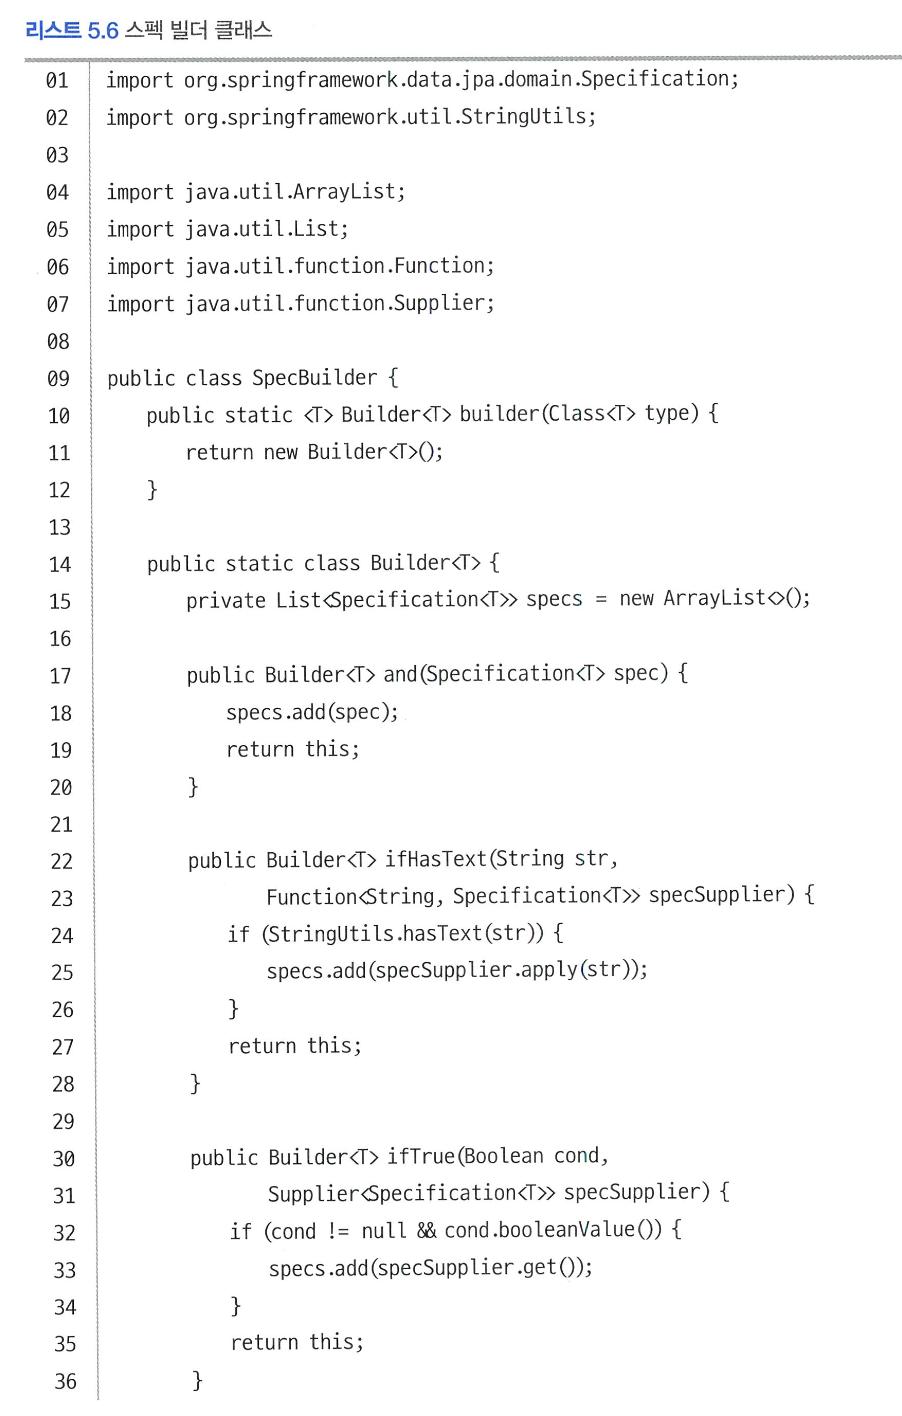 리스트 5.6 스펙 빌더 클래스
01 import org.springframework.data.jpa.domain.Specification;
02 import org.springframework.util.StringUtils;
03
04 import java.util.ArrayList;
05 import java.util.List;
06 import java.util.function.Function;
07 import java.util.function.Supplier;
08
09 public class SpecBuilder {
10     public static <T> Builder<T> builder(Class<T> type) {
11         return new Builder<T>();
12     }
13
14     public static class Builder<T> {
15         private List<Specification<T>> specs = new ArrayList<>();
16
17         public Builder<T> and(Specification<T> spec) {
18             specs.add(spec);
19             return this;
20         }
21
22         public Builder<T> ifHasText(String str,
23                 Function<String, Specification<T>> specSupplier) {
24             if (StringUtils.hasText(str)) {
25                 specs.add(specSupplier.apply(str));
26             }
27             return this;
28         }
29
30         public Builder<T> ifTrue(Boolean cond,
31                 Supplier<Specification<T>> specSupplier) {
32             if (cond != null && cond.booleanValue()) {
33                 specs.add(specSupplier.get());
34             }
35             return this;
36         }